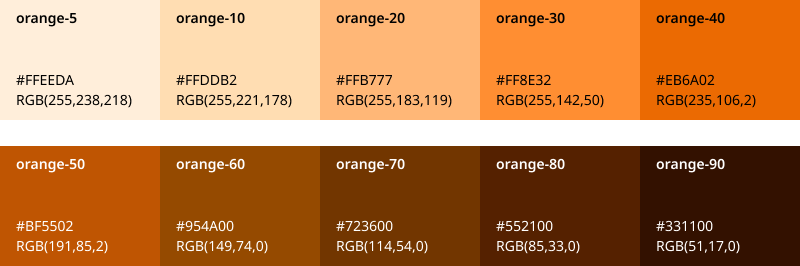 orange-5
#FFEEDA
RGB(255,238,218)
orange-10
#FFDDB2
RGB(255,221,178)
orange-20
#FFB777
RGB(255,183,119)
orange-30
#FF8E32
RGB(255,142,50)
orange-40
#EB6A02
RGB(235,106,2)
orange-50
#BF5502
RGB(191,85,2)
orange-60
#954A00
RGB(149,74,0)
orange-70
#723600
RGB(114,54,0)
orange-80
#552100
RGB(85,33,0)
orange-90
#331100
RGB(51,17,0)